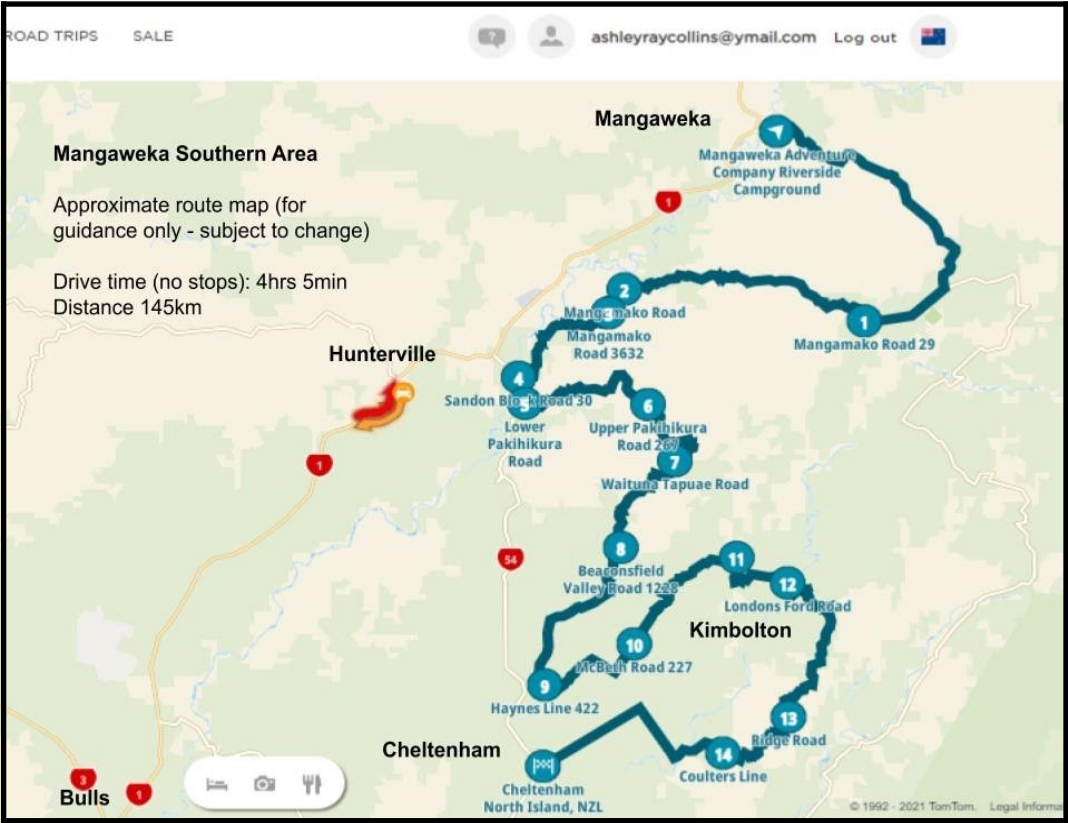 ROAD TRIPS SALE
ashleyraycollins@ymail.com Log out
Mangaweka
Mangaweka Southern Area
Mangaweka Adventure
Company Riverside
Campground
Approximate route map (for
guidance only - subject to change)
1
Drive time (no stops): 4hrs 5min
Distance 145km
2
Mangamako Road
1
Mangamako Road 29
Mangamako
Road 3632
Hunterville
4
Sandon Block Road 30
5
Lower
Pakihikura
Road
6
Upper Pakihikura
Road 267
1
7
Waituna Tapuae Road
54
8
Beaconsfield
Valley Road 1228
11
12
Londons Ford Road
Kimbolton
10
McBeth Road 227
9
Haynes Line 422
13
Ridge Road
Cheltenham
14
Coulters Line
Cheltenham
North Island, NZL
3
Bulls
1
© 1992 - 2021 TomTom. Legal Informa